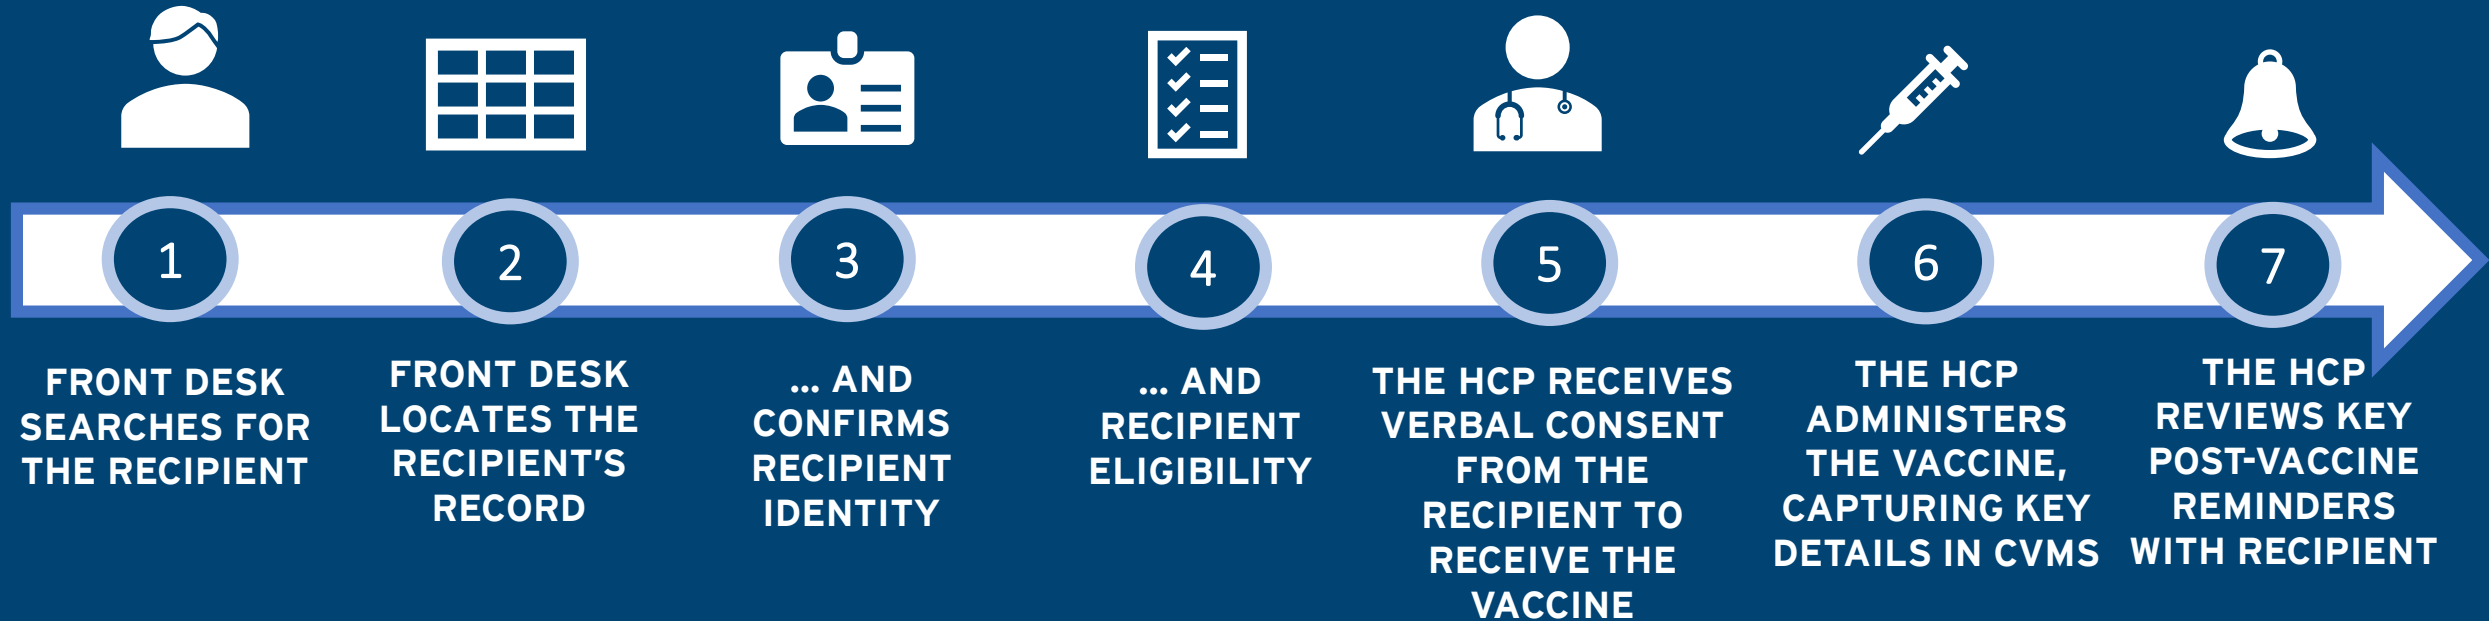 1
FRONT DESK
SEARCHES FOR
THE RECIPIENT
2
FRONT DESK
LOCATES THE
RECIPIENT'S
RECORD
3
... AND
CONFIRMS
RECIPIENT
IDENTITY
4
... AND
RECIPIENT
ELIGIBILITY
5
THE HCP RECEIVES
VERBAL CONSENT
FROM THE
RECIPIENT TO
RECEIVE THE
VACCINE
6
THE HCP
ADMINISTERS
THE VACCINE,
CAPTURING KEY
DETAILS IN CVMS
7
THE HCP
REVIEWS KEY
POST-VACCINE
REMINDERS
WITH RECIPIENT